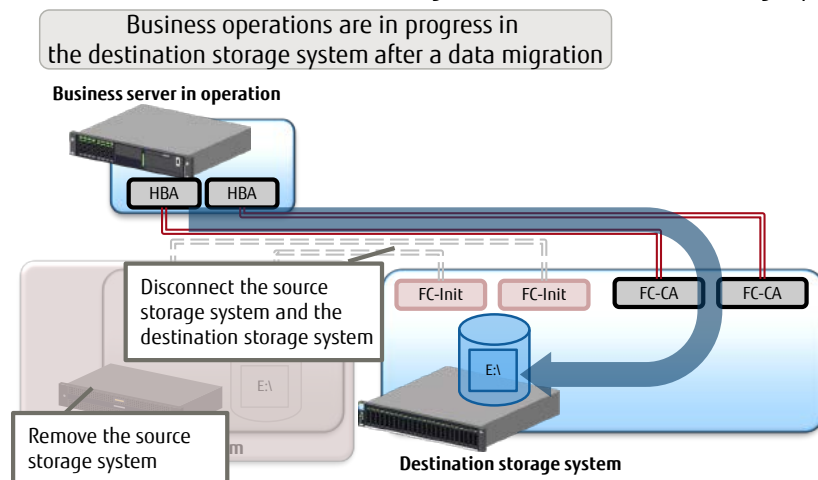 Business operations are in progress in
the destination storage system after a data migration
Business server in operation
HBA
HBA
Disconnect the source
storage system and the
destination storage system
FC-Init
FC-Init
FC-CA
FC-CA
E:\
E:\
Remove the source
storage system
Destination storage system